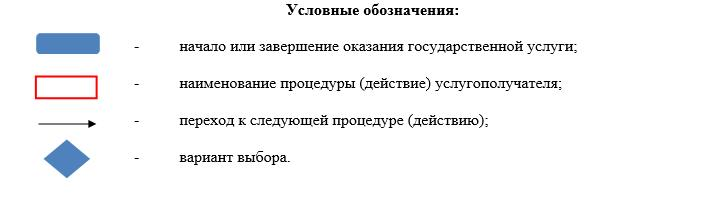 Условные обозначения:
- начало или завершение оказания государственной услуги;
- наименование процедуры (действие) услугополучателя;
- переход к следующей процедуре (действию);
- вариант выбора.